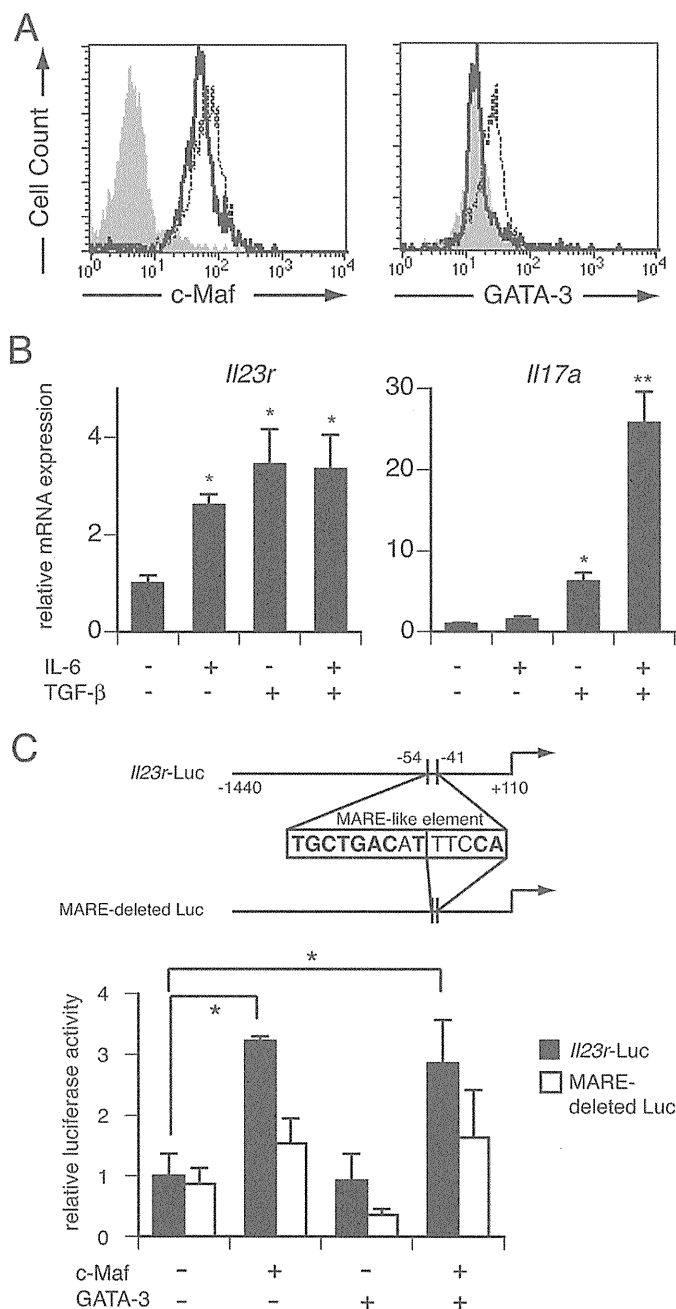 A
Cell Count
10⁰ 10¹ 10² 10³ 10⁴
c-Maf
10⁰ 10¹ 10² 10³ 10⁴
GATA-3
B
Il23r
relative mRNA expression
4
2
0
* * *
Il17a
30
20
10
0
* **
IL-6 - + - + - + - +
TGF-β - - + + - - + +
C
Il23r-Luc
-1440 -54 -41 +110
MARE-like element
TGCTGACAT TTCCA
MARE-deleted Luc
relative luciferase activity
4
3
2
1
0
*
*
Il23r-Luc
MARE-
deleted Luc
c-Maf - + - +
GATA-3 - - + +